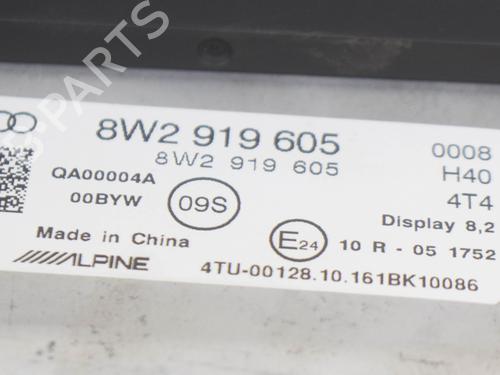 8W2 919 605
0008
8W2 919 605
H40
QA00004A
4T4
00BYW
09S
Display 8,2
Made in China
E24
10 R - 05 1752
ALPINE
4TU-00128.10.161BK10086
B-PARTS